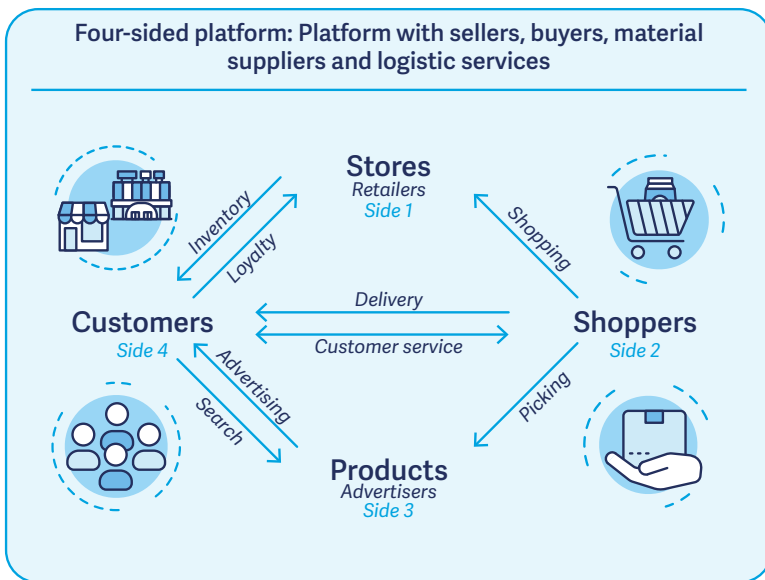 Four-sided platform: Platform with sellers, buyers, material
suppliers and logistic services
Stores
Retailers
Side 1
Inventory
Loyalty
Shopping
Delivery
Customers
Side 4
Customer service
Shoppers
Side 2
Advertising
Search
Picking
Products
Advertisers
Side 3